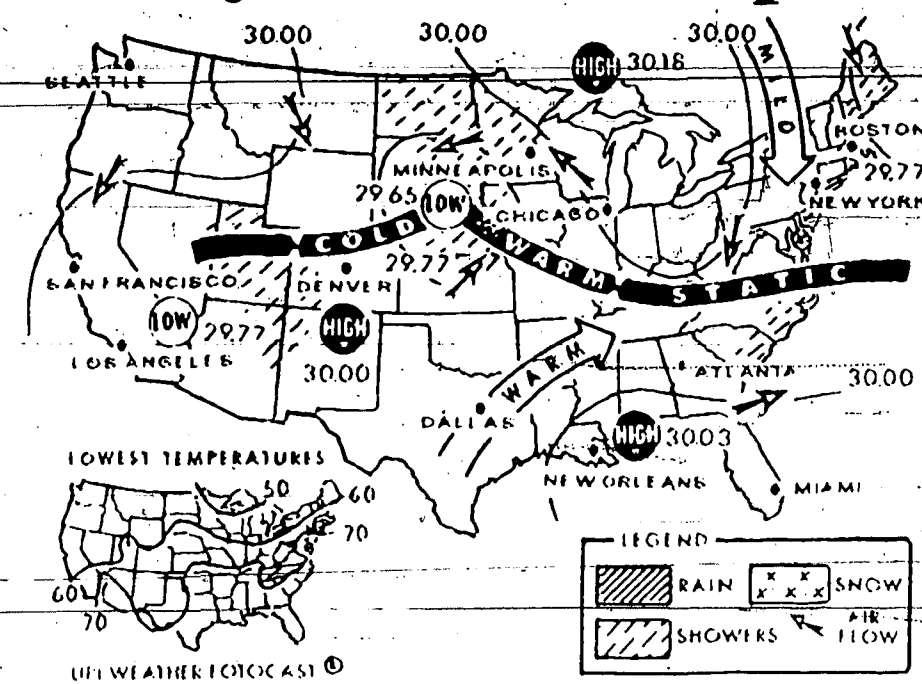 30.00
30.00
30.00
HIGH 30.18
MILD
SEATTLE
BOSTON
MINNEAPOLIS
29.77
29.65
LOW
CHICAGO
NEW YORK
COLD
WARM
29.77
STATIC
SAN FRANCISCO
DENVER
LOW
29.77
HIGH
LOS ANGELES
WARM
30.00
ATLANTA
30.00
DALLAS
HIGH 30.03
LOWEST TEMPERATURES
NEW ORLEANS
MIAMI
50
60
70
LEGEND
RAIN
SNOW
60
70
SHOWERS
AIR
FLOW
UPI WEATHER FOTOCAST